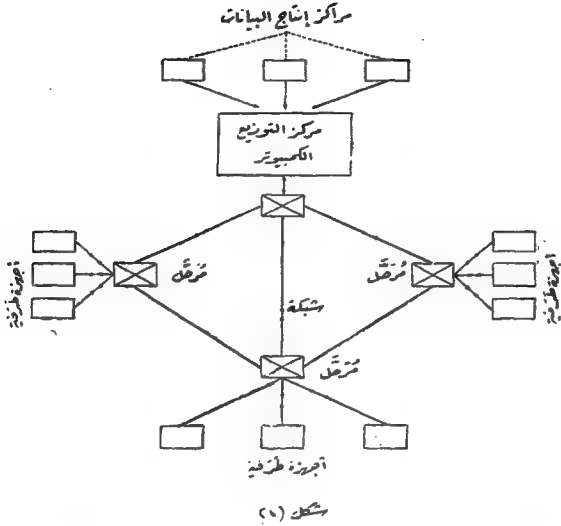 مراكز إنتاج البيانات
مركز التوزيع
الكمبيوتر
أجهزة طرفية
مُرَحَّل
مُرَحَّل
أجهزة طرفية
شبكة
مُرَحَّل
أجهزة طرفية
شكل (١)